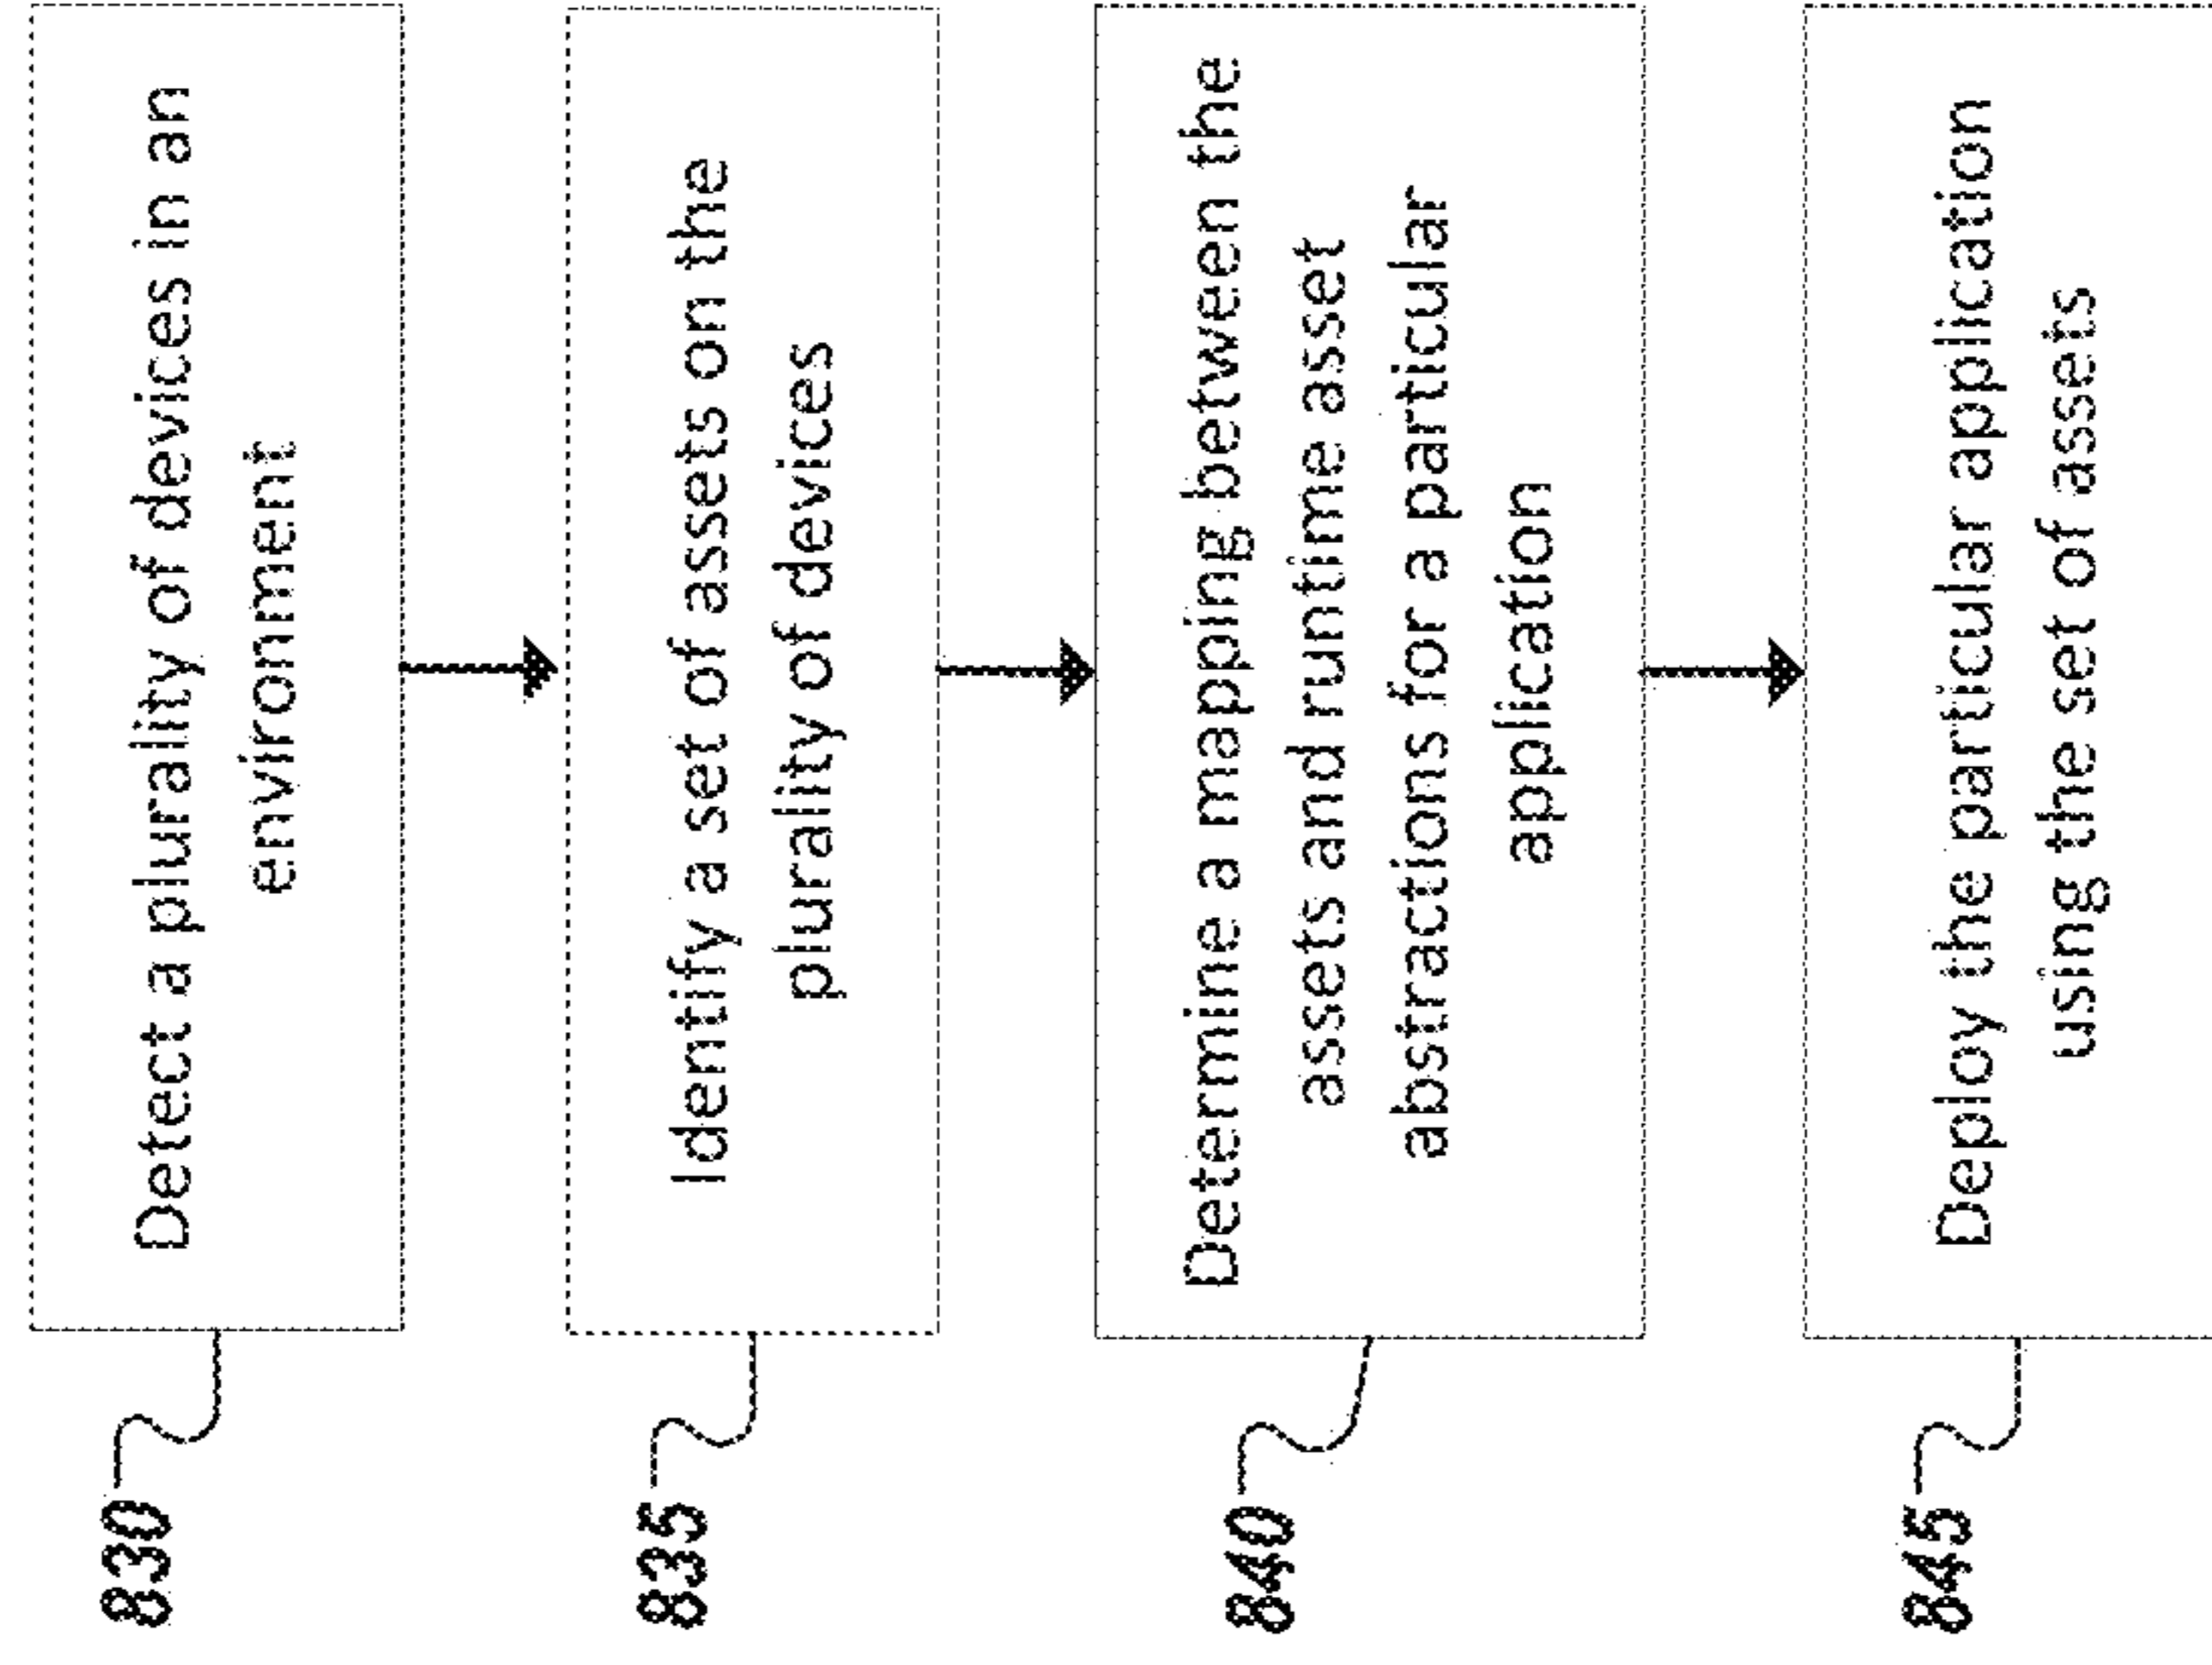 830
Detect a plurality of devices in an
environment
835
Identify a set of assets on the
plurality of devices
840
Determine a mapping between the
assets and runtime asset
abstractions for a particular
application
845
Deploy the particular application
using the set of assets